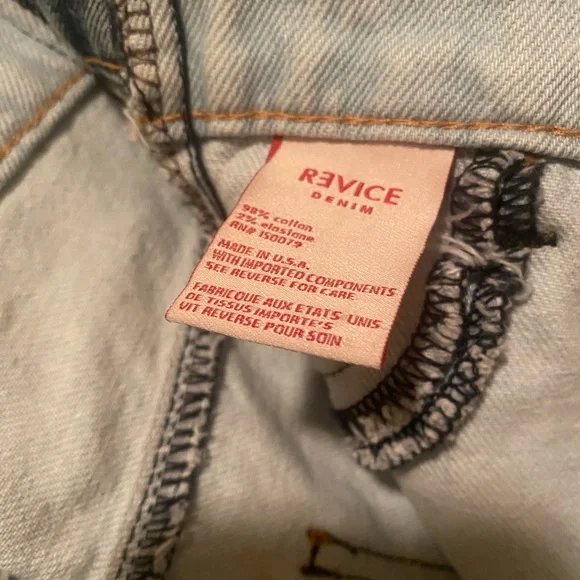 RƎVICE
DENIM
98% cotton
2% elastane
RN# 150079
MADE IN U.S.A.
WITH IMPORTED COMPONENTS
SEE REVERSE FOR CARE
FABRICQUE AUX ETATS UNIS
DE TISSUS IMPORTE'S
VIT REVERSE POUR SOIN